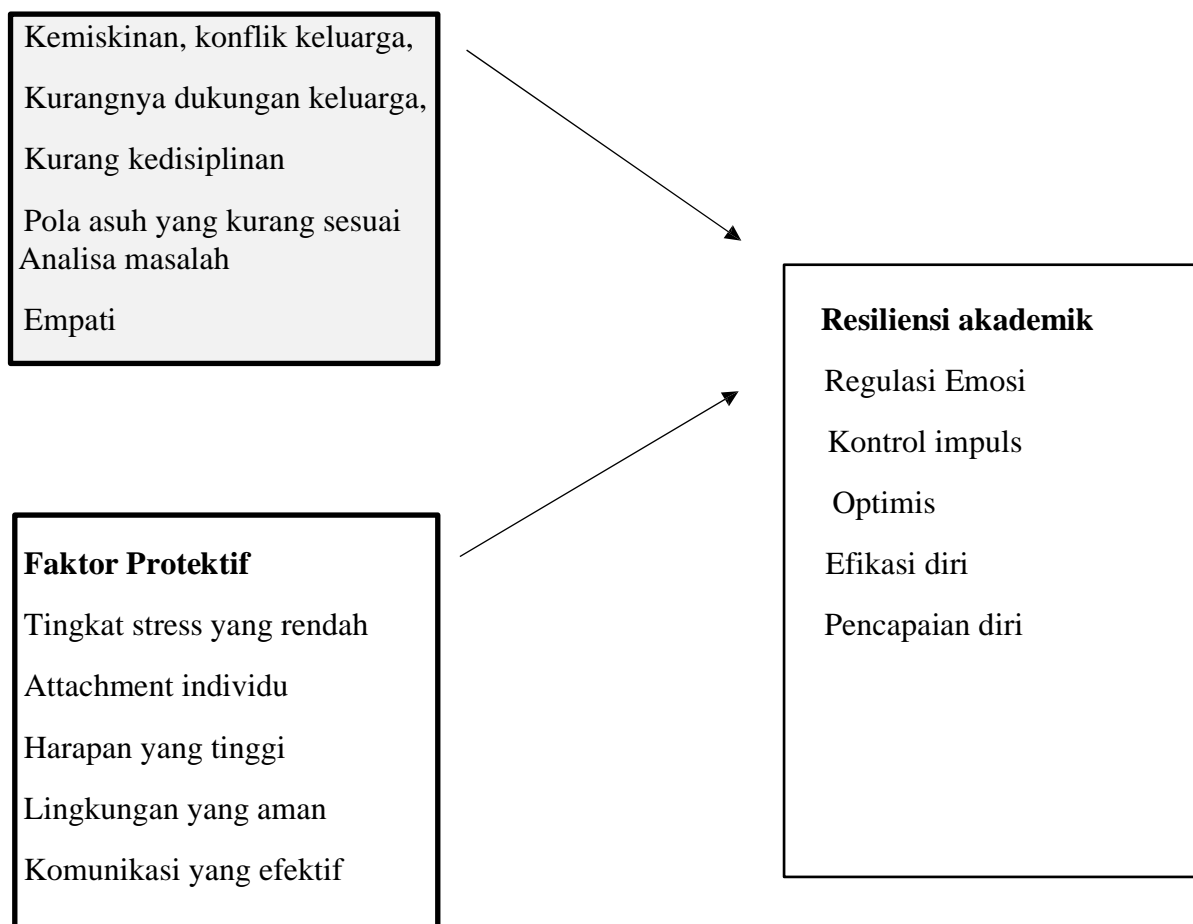 Kemiskinan, konflik keluarga,
Kurangnya dukungan keluarga,
Kurang kedisiplinan
Pola asuh yang kurang sesuai
Analisa masalah
Empati
Faktor Protektif
Tingkat stress yang rendah
Attachment individu
Harapan yang tinggi
Lingkungan yang aman
Komunikasi yang efektif
Resiliensi akademik
Regulasi Emosi
Kontrol impuls
Optimis
Efikasi diri
Pencapaian diri